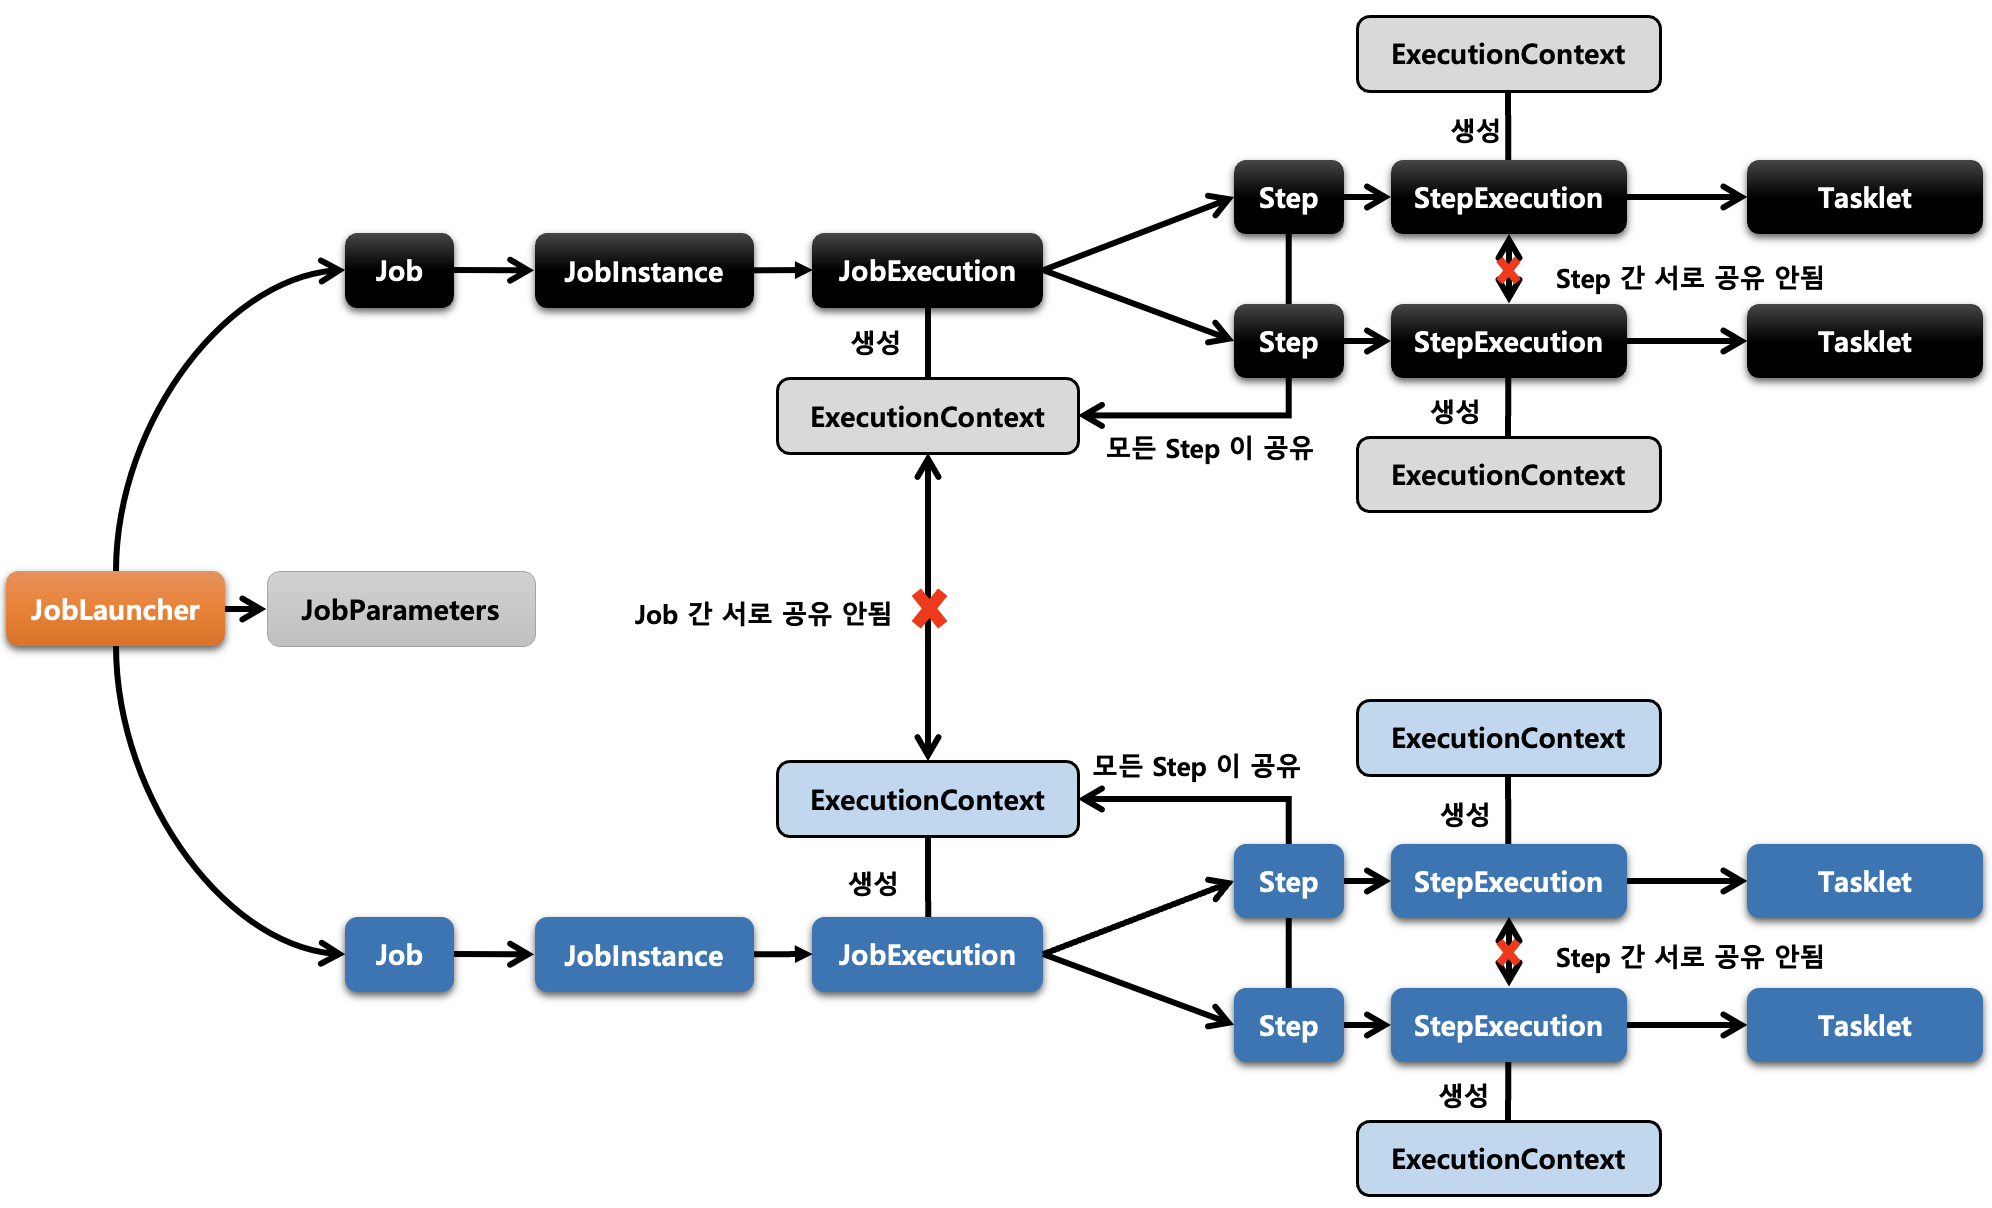 ExecutionContext
생성
Step
StepExecution
Tasklet
Job
JobInstance
JobExecution
Step 간 서로 공유 안됨
생성
Step
StepExecution
Tasklet
ExecutionContext
모든 Step 이 공유
생성
ExecutionContext
JobLauncher
JobParameters
Job 간 서로 공유 안됨
ExecutionContext
모든 Step 이 공유
ExecutionContext
생성
생성
Step
StepExecution
Tasklet
Job
JobInstance
JobExecution
Step 간 서로 공유 안됨
Step
StepExecution
Tasklet
생성
ExecutionContext